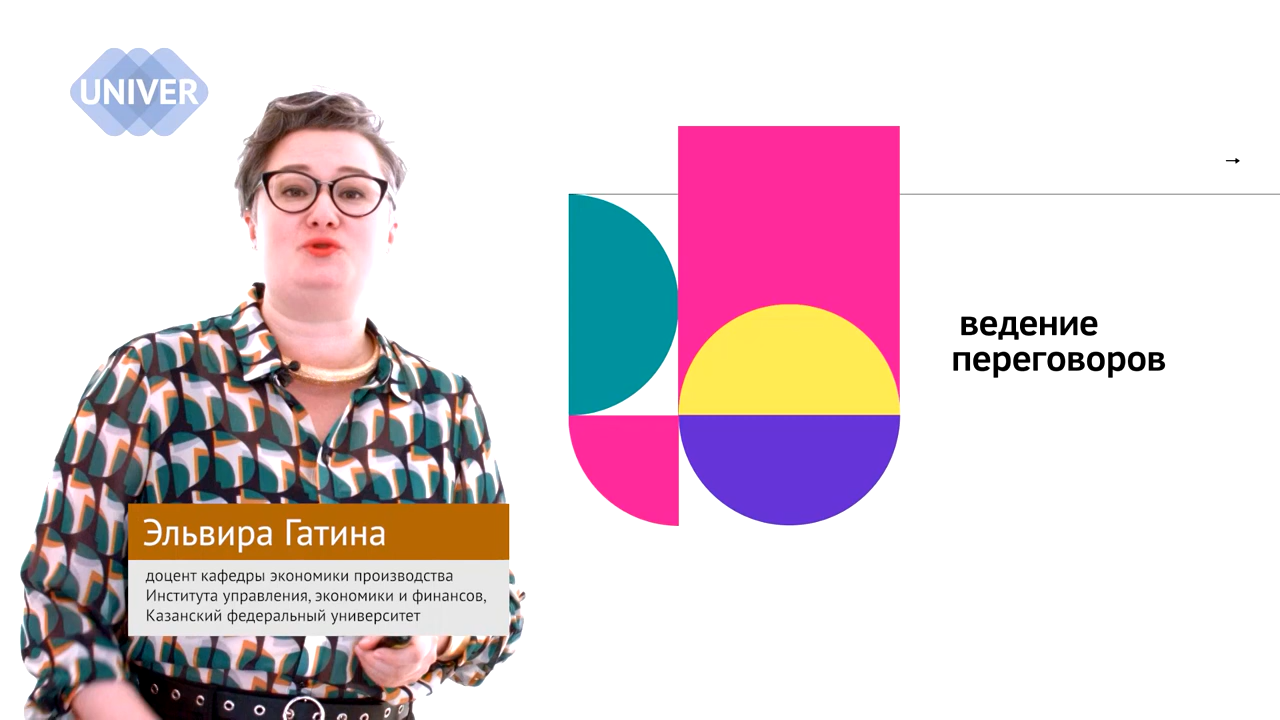 UNIVER
ведение
переговоров
Эльвира Гатина
доцент кафедры экономики производства
Института управления, экономики и финансов,
Казанский федеральный университет